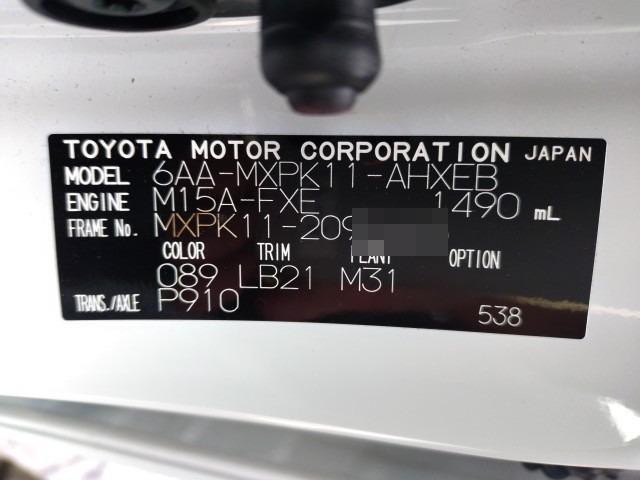 TOYOTA MOTOR CORPORATION JAPAN
MODEL 6AA-MXPK11-AHXEB
ENGINE M15A-FXE 1490 mL
FRAME No. MXPK11-209
COLOR TRIM PLANT OPTION
089 LB21 M31
TRANS./AXLE P910
538